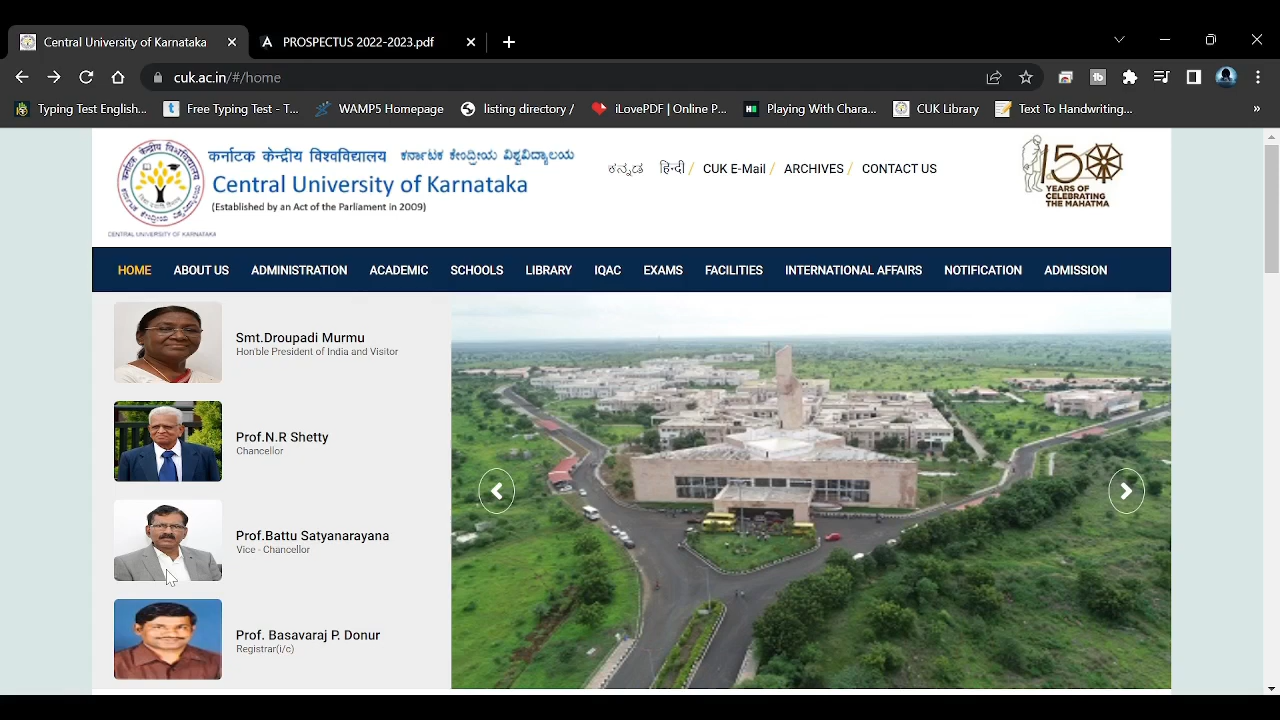 Central University of Karnataka
PROSPECTUS 2022-2023.pdf
cuk.ac.in/#/home
Typing Test English...
Free Typing Test - T...
WAMP5 Homepage
listing directory /
iLovePDF | Online P...
Playing With Chara...
CUK Library
Text To Handwriting...
»
कर्नाटक केन्द्रीय विश्वविद्यालय ಕರ್ನಾಟಕ ಕೇಂದ್ರೀಯ ವಿಶ್ವವಿದ್ಯಾಲಯ
Central University of Karnataka
(Established by an Act of the Parliament in 2009)
CENTRAL UNIVERSITY OF KARNATAKA
ಕನ್ನಡ हिन्दी / CUK E-Mail / ARCHIVES / CONTACT US
150
YEARS OF
CELEBRATING
THE MAHATMA
HOME ABOUT US ADMINISTRATION ACADEMIC SCHOOLS LIBRARY IQAC EXAMS FACILITIES INTERNATIONAL AFFAIRS NOTIFICATION ADMISSION
Smt.Droupadi Murmu
Hon'ble President of India and Visitor
Prof.N.R Shetty
Chancellor
Prof.Battu Satyanarayana
Vice - Chancellor
Prof. Basavaraj P. Donur
Registrar(i/c)